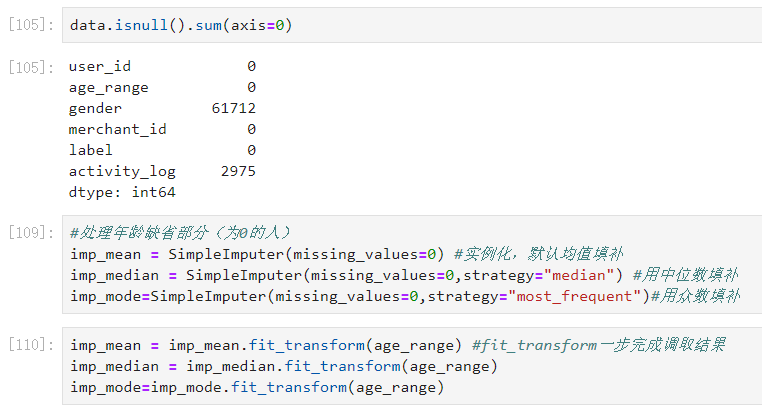 [105]: data.isnull().sum(axis=0)
[105]: user_id 0
age_range 0
gender 61712
merchant_id 0
label 0
activity_log 2975
dtype: int64
[109]: #处理年龄缺省部分（为0的人）
imp_mean = SimpleImputer(missing_values=0) #实例化，默认均值填补
imp_median = SimpleImputer(missing_values=0,strategy="median") #用中位数填补
imp_mode=SimpleImputer(missing_values=0,strategy="most_frequent")#用众数填补
[110]: imp_mean = imp_mean.fit_transform(age_range) #fit_transform一步完成调取结果
imp_median = imp_median.fit_transform(age_range)
imp_mode=imp_mode.fit_transform(age_range)